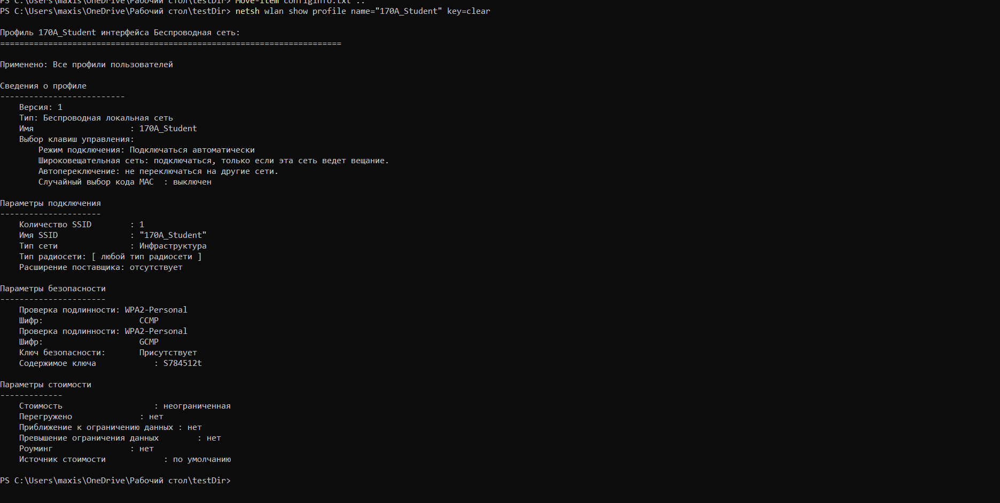 PS C:\Users\maxis\OneDrive\Рабочий стол\testDir> Move-Item configInfo.txt ..
PS C:\Users\maxis\OneDrive\Рабочий стол\testDir> netsh wlan show profile name="170A_Student" key=clear
Профиль 170A_Student интерфейса Беспроводная сеть:
=======================================================================
Применено: Все профили пользователей
Сведения о профиле
--------------------------
Версия: 1
Тип: Беспроводная локальная сеть
Имя : 170A_Student
Выбор клавиш управления:
Режим подключения: Подключаться автоматически
Широковещательная сеть: подключаться, только если эта сеть ведет вещание.
Автопереключение: не переключаться на другие сети.
Случайный выбор кода MAC : выключен
Параметры подключения
---------------------
Количество SSID : 1
Имя SSID : "170A_Student"
Тип сети : Инфраструктура
Тип радиосети: [ любой тип радиосети ]
Расширение поставщика: отсутствует
Параметры безопасности
----------------------
Проверка подлинности: WPA2-Personal
Шифр: CCMP
Проверка подлинности: WPA2-Personal
Шифр: GCMP
Ключ безопасности: Присутствует
Содержимое ключа : S784512t
Параметры стоимости
-------------
Стоимость : неограниченная
Перегружено : нет
Приближение к ограничению данных : нет
Превышение ограничения данных : нет
Роуминг : нет
Источник стоимости : по умолчанию
PS C:\Users\maxis\OneDrive\Рабочий стол\testDir>